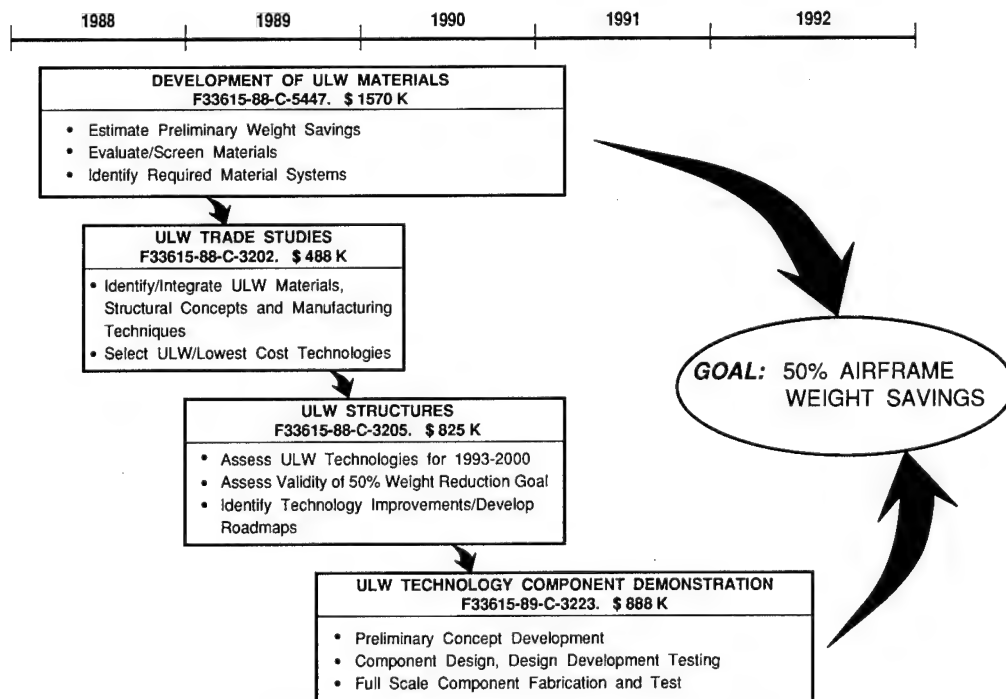 1988 1989 1990 1991 1992
DEVELOPMENT OF ULW MATERIALS
F33615-88-C-5447. $ 1570 K
• Estimate Preliminary Weight Savings
• Evaluate/Screen Materials
• Identify Required Material Systems
ULW TRADE STUDIES
F33615-88-C-3202. $ 488 K
• Identify/Integrate ULW Materials,
Structural Concepts and Manufacturing
Techniques
• Select ULW/Lowest Cost Technologies
GOAL: 50% AIRFRAME
WEIGHT SAVINGS
ULW STRUCTURES
F33615-88-C-3205. $ 825 K
• Assess ULW Technologies for 1993-2000
• Assess Validity of 50% Weight Reduction Goal
• Identify Technology Improvements/Develop
Roadmaps
ULW TECHNOLOGY COMPONENT DEMONSTRATION
F33615-89-C-3223. $ 888 K
• Preliminary Concept Development
• Component Design, Design Development Testing
• Full Scale Component Fabrication and Test